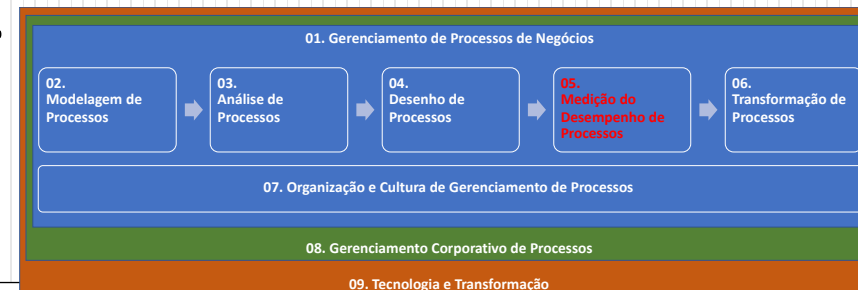 01. Gerenciamento de Processos de Negócios
02.
Modelagem de
Processos
03.
Análise de
Processos
04.
Desenho de
Processos
05.
Medição do
Desempenho de
Processos
06.
Transformação de
Processos
07. Organização e Cultura de Gerenciamento de Processos
08. Gerenciamento Corporativo de Processos
09. Tecnologia e Transformação